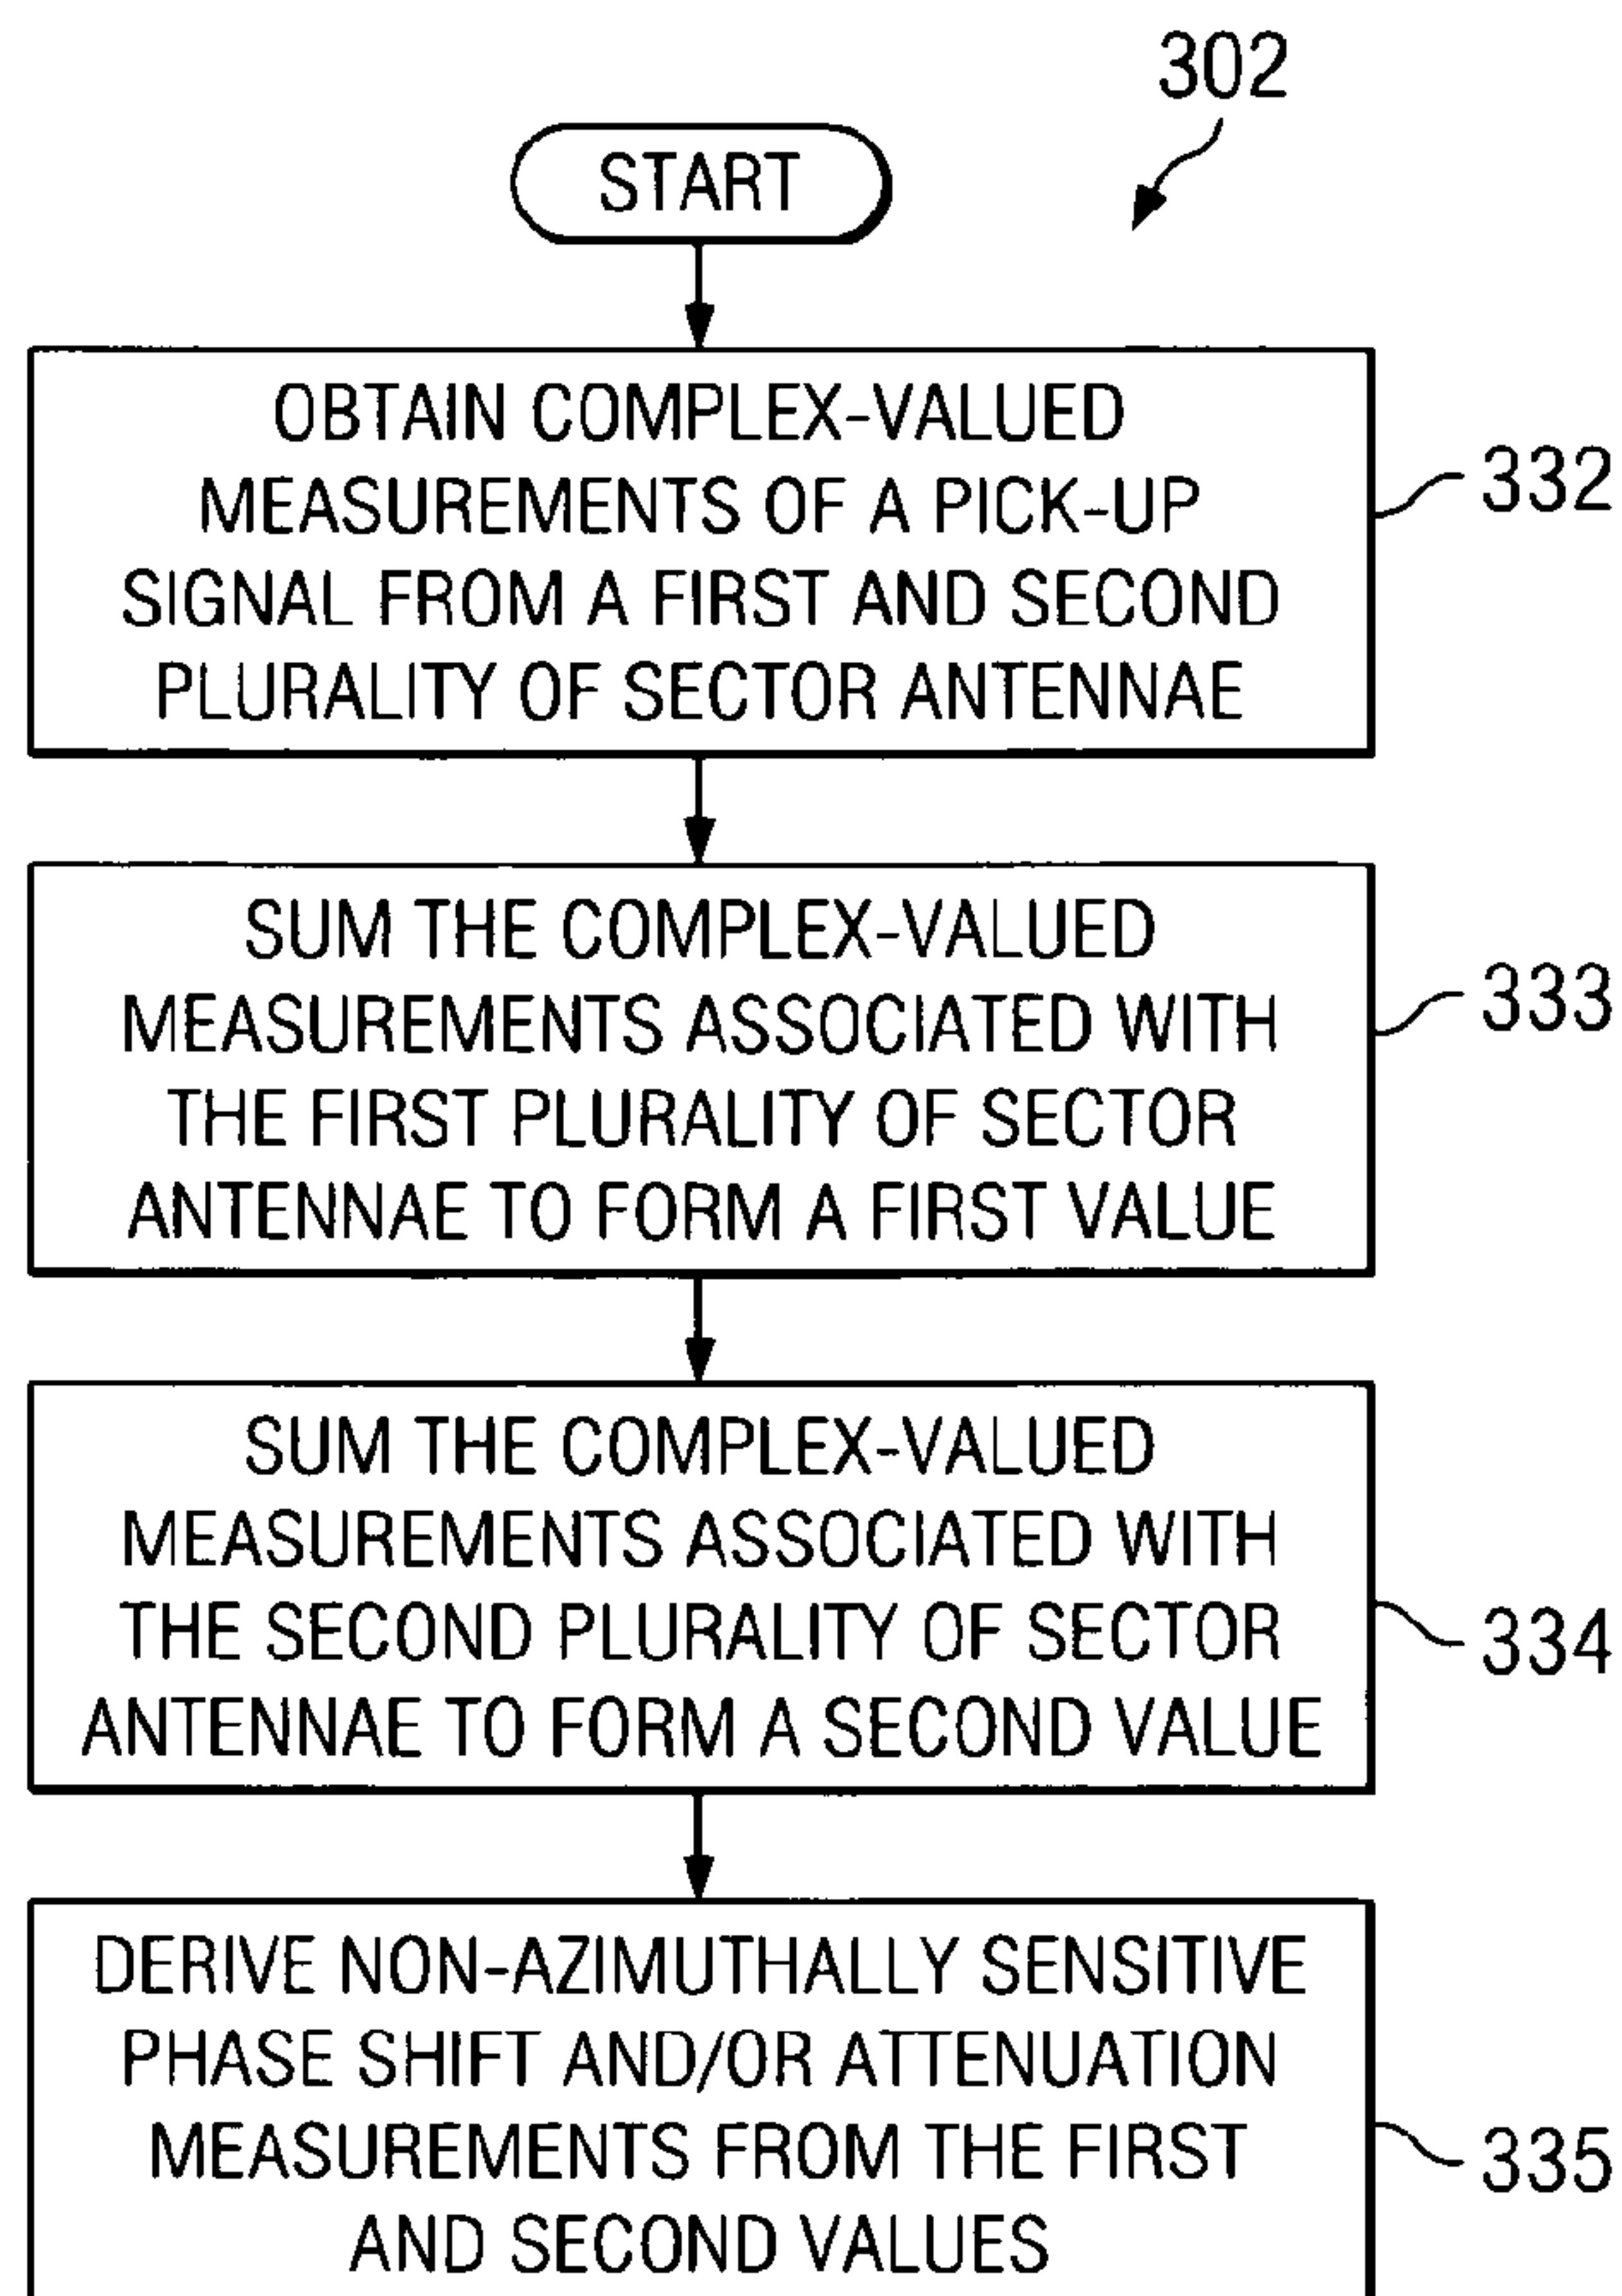 302
START
OBTAIN COMPLEX-VALUED
MEASUREMENTS OF A PICK-UP
SIGNAL FROM A FIRST AND SECOND
PLURALITY OF SECTOR ANTENNAE
332
SUM THE COMPLEX-VALUED
MEASUREMENTS ASSOCIATED WITH
THE FIRST PLURALITY OF SECTOR
ANTENNAE TO FORM A FIRST VALUE
333
SUM THE COMPLEX-VALUED
MEASUREMENTS ASSOCIATED WITH
THE SECOND PLURALITY OF SECTOR
ANTENNAE TO FORM A SECOND VALUE
334
DERIVE NON-AZIMUTHALLY SENSITIVE
PHASE SHIFT AND/OR ATTENUATION
MEASUREMENTS FROM THE FIRST
AND SECOND VALUES
335